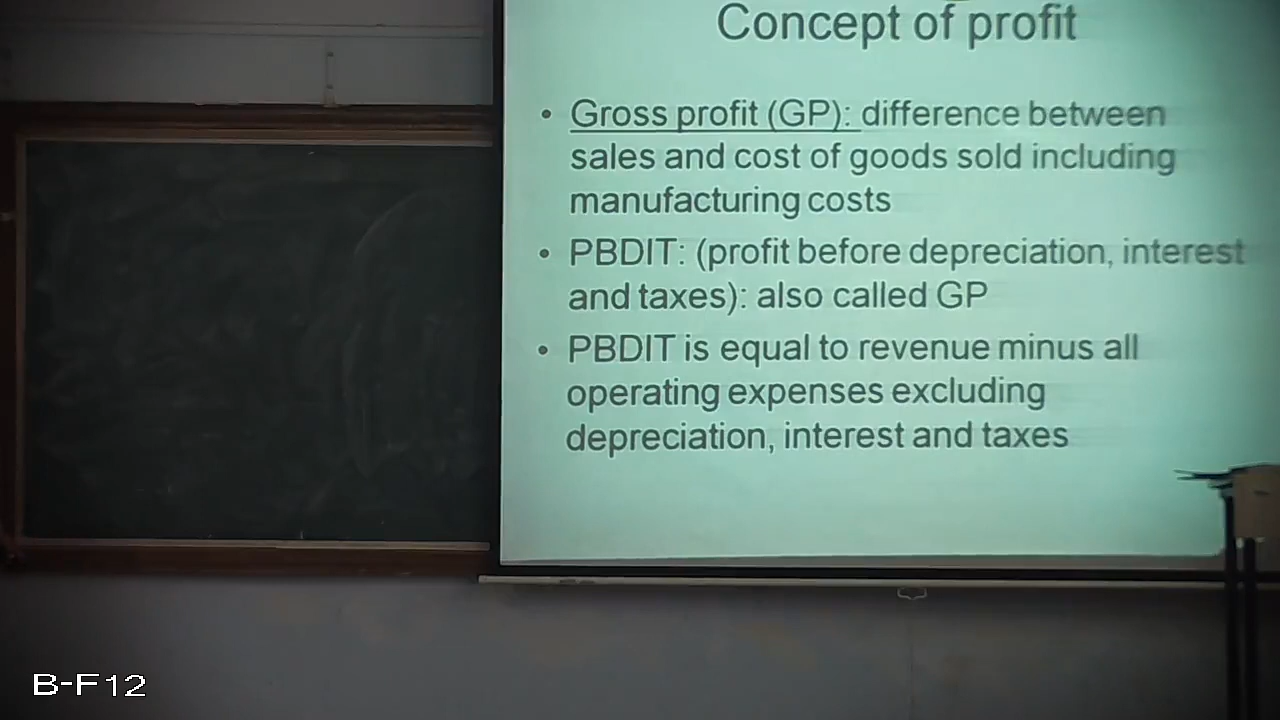 Concept of profit
• Gross profit (GP): difference between
sales and cost of goods sold including
manufacturing costs
• PBDIT: (profit before depreciation, interest
and taxes): also called GP
• PBDIT is equal to revenue minus all
operating expenses excluding
depreciation, interest and taxes
B-F12